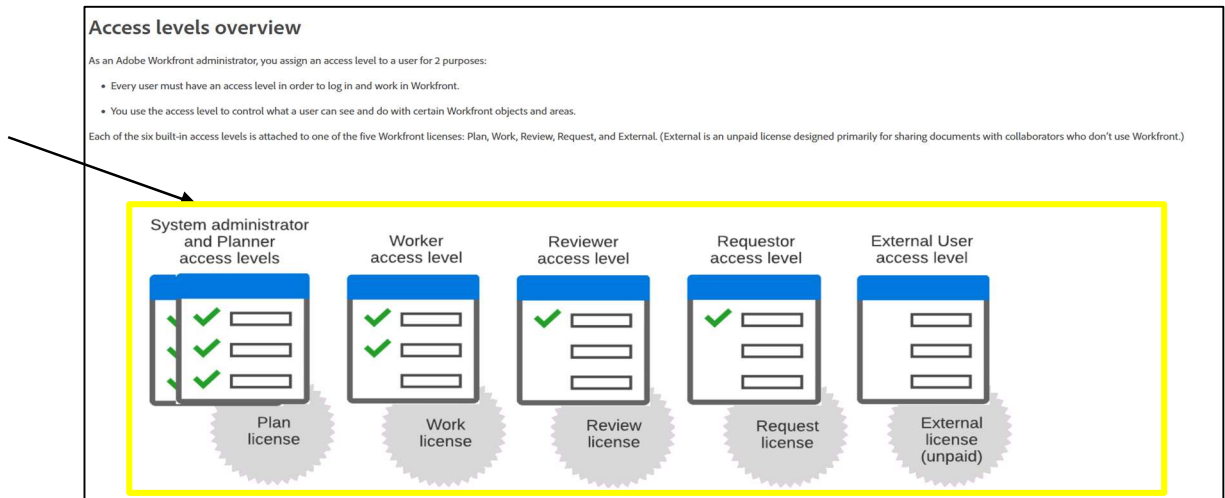 Access levels overview
As an Adobe Workfront administrator, you assign an access level to a user for 2 purposes:
• Every user must have an access level in order to log in and work in Workfront.
• You use the access level to control what a user can see and do with certain Workfront objects and areas.
Each of the six built-in access levels is attached to one of the five Workfront licenses: Plan, Work, Review, Request, and External. (External is an unpaid license designed primarily for sharing documents with collaborators who don't use Workfront.)
System administrator
and Planner
access levels
Worker
access level
Reviewer
access level
Requestor
access level
External User
access level
Plan
license
Work
license
Review
license
Request
license
External
license
(unpaid)